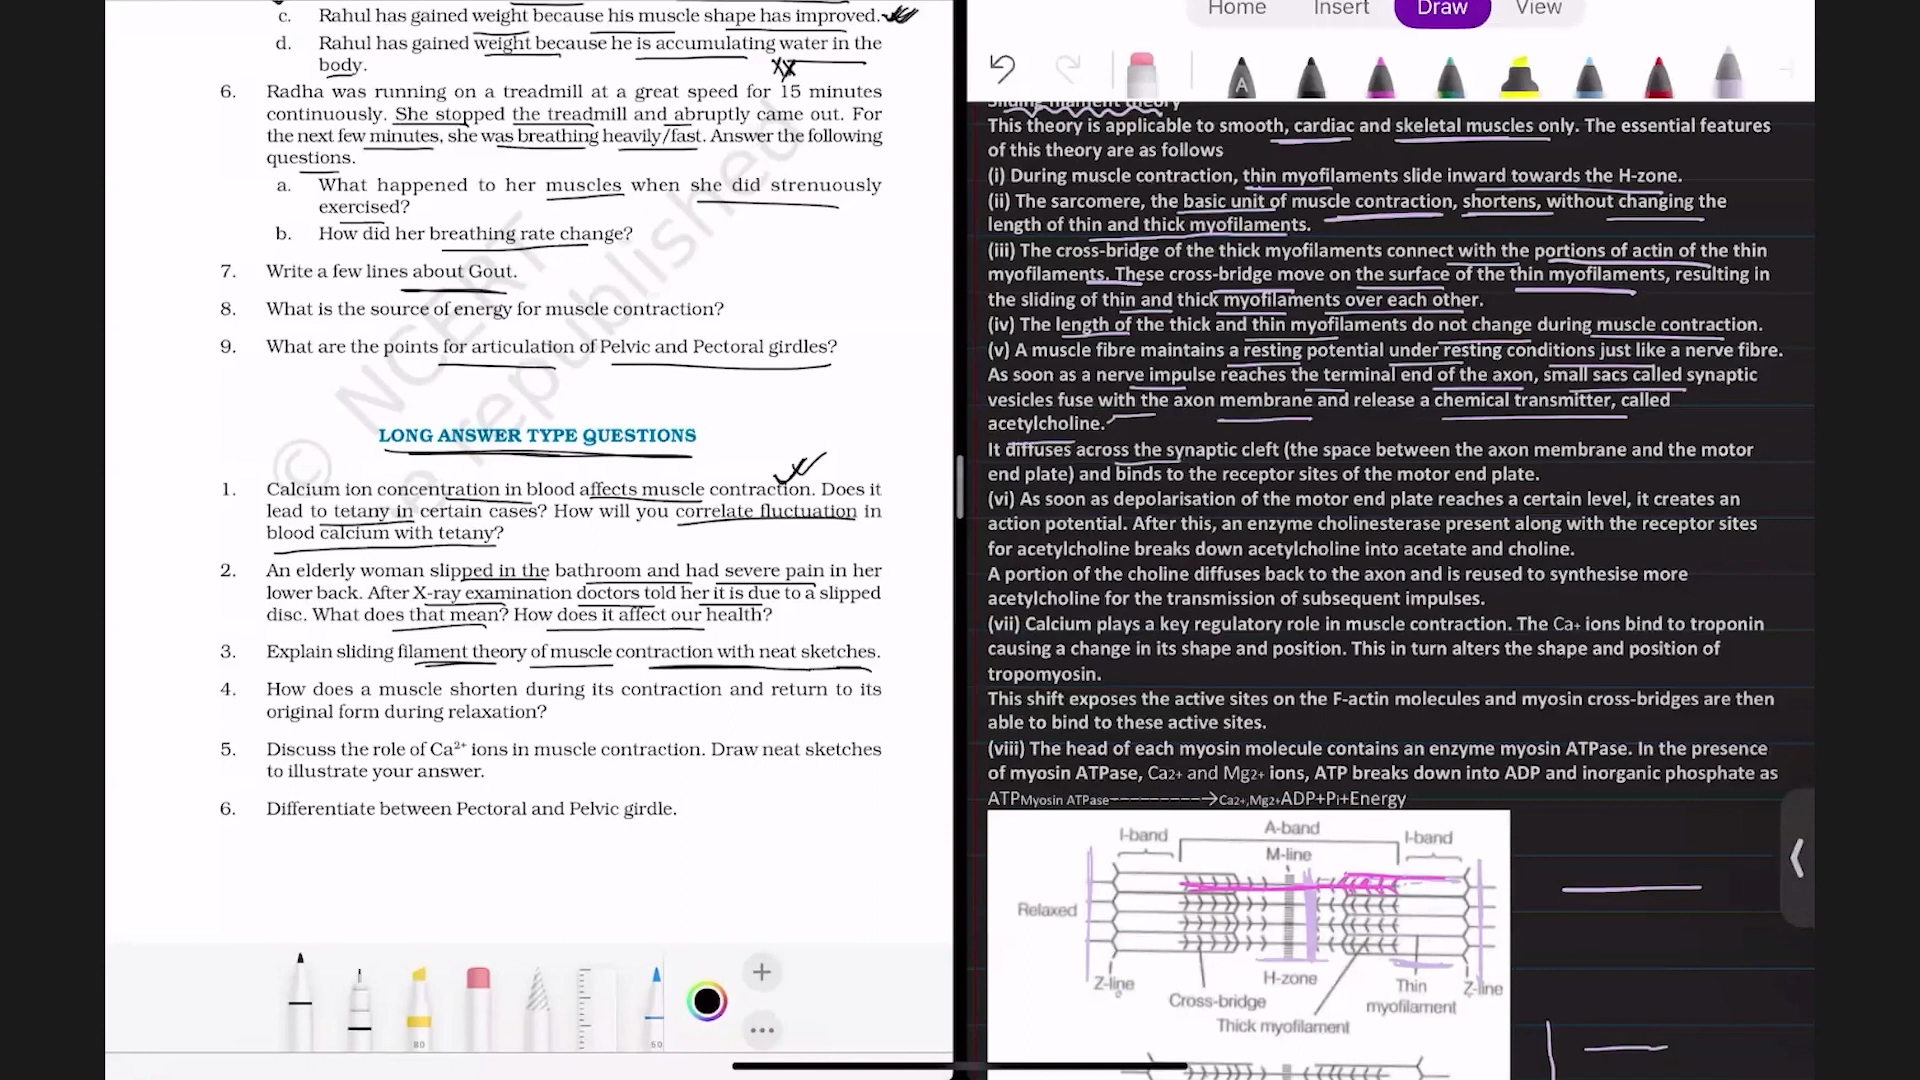 c. Rahul has gained weight because his muscle shape has improved.
d. Rahul has gained weight because he is accumulating water in the
body.
6. Radha was running on a treadmill at a great speed for 15 minutes
continuously. She stopped the treadmill and abruptly came out. For
the next few minutes, she was breathing heavily/fast. Answer the following
questions.
a. What happened to her muscles when she did strenuously
exercised?
b. How did her breathing rate change?
7. Write a few lines about Gout.
8. What is the source of energy for muscle contraction?
9. What are the points for articulation of Pelvic and Pectoral girdles?
© NCERT
republished
LONG ANSWER TYPE QUESTIONS
1. Calcium ion concentration in blood affects muscle contraction. Does it
lead to tetany in certain cases? How will you correlate fluctuation in
blood calcium with tetany?
2. An elderly woman slipped in the bathroom and had severe pain in her
lower back. After X-ray examination doctors told her it is due to a slipped
disc. What does that mean? How does it affect our health?
3. Explain sliding filament theory of muscle contraction with neat sketches.
4. How does a muscle shorten during its contraction and return to its
original form during relaxation?
5. Discuss the role of Ca²⁺ ions in muscle contraction. Draw neat sketches
to illustrate your answer.
6. Differentiate between Pectoral and Pelvic girdle.
80
50
Home Insert Draw View
A
Sliding filament theory
This theory is applicable to smooth, cardiac and skeletal muscles only. The essential features
of this theory are as follows
(i) During muscle contraction, thin myofilaments slide inward towards the H-zone.
(ii) The sarcomere, the basic unit of muscle contraction, shortens, without changing the
length of thin and thick myofilaments.
(iii) The cross-bridge of the thick myofilaments connect with the portions of actin of the thin
myofilaments. These cross-bridge move on the surface of the thin myofilaments, resulting in
the sliding of thin and thick myofilaments over each other.
(iv) The length of the thick and thin myofilaments do not change during muscle contraction.
(v) A muscle fibre maintains a resting potential under resting conditions just like a nerve fibre.
As soon as a nerve impulse reaches the terminal end of the axon, small sacs called synaptic
vesicles fuse with the axon membrane and release a chemical transmitter, called
acetylcholine.
It diffuses across the synaptic cleft (the space between the axon membrane and the motor
end plate) and binds to the receptor sites of the motor end plate.
(vi) As soon as depolarisation of the motor end plate reaches a certain level, it creates an
action potential. After this, an enzyme cholinesterase present along with the receptor sites
for acetylcholine breaks down acetylcholine into acetate and choline.
A portion of the choline diffuses back to the axon and is reused to synthesise more
acetylcholine for the transmission of subsequent impulses.
(vii) Calcium plays a key regulatory role in muscle contraction. The Ca+ ions bind to troponin
causing a change in its shape and position. This in turn alters the shape and position of
tropomyosin.
This shift exposes the active sites on the F-actin molecules and myosin cross-bridges are then
able to bind to these active sites.
(viii) The head of each myosin molecule contains an enzyme myosin ATPase. In the presence
of myosin ATPase, Ca2+ and Mg2+ ions, ATP breaks down into ADP and inorganic phosphate as
ATPMyosin ATPase----------→Ca2+,Mg2+ADP+Pi+Energy
I-band A-band I-band
M-line
Relaxed
Z-line H-zone Thin Z-line
Cross-bridge myofilament
Thick myofilament